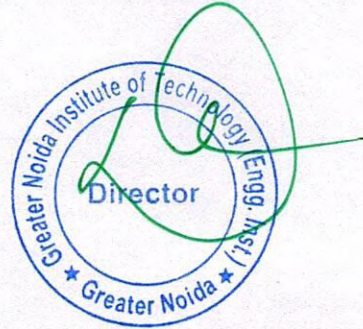 Greater Noida Institute of Technology (Engg. Inst.)
Director
★ Greater Noida ★